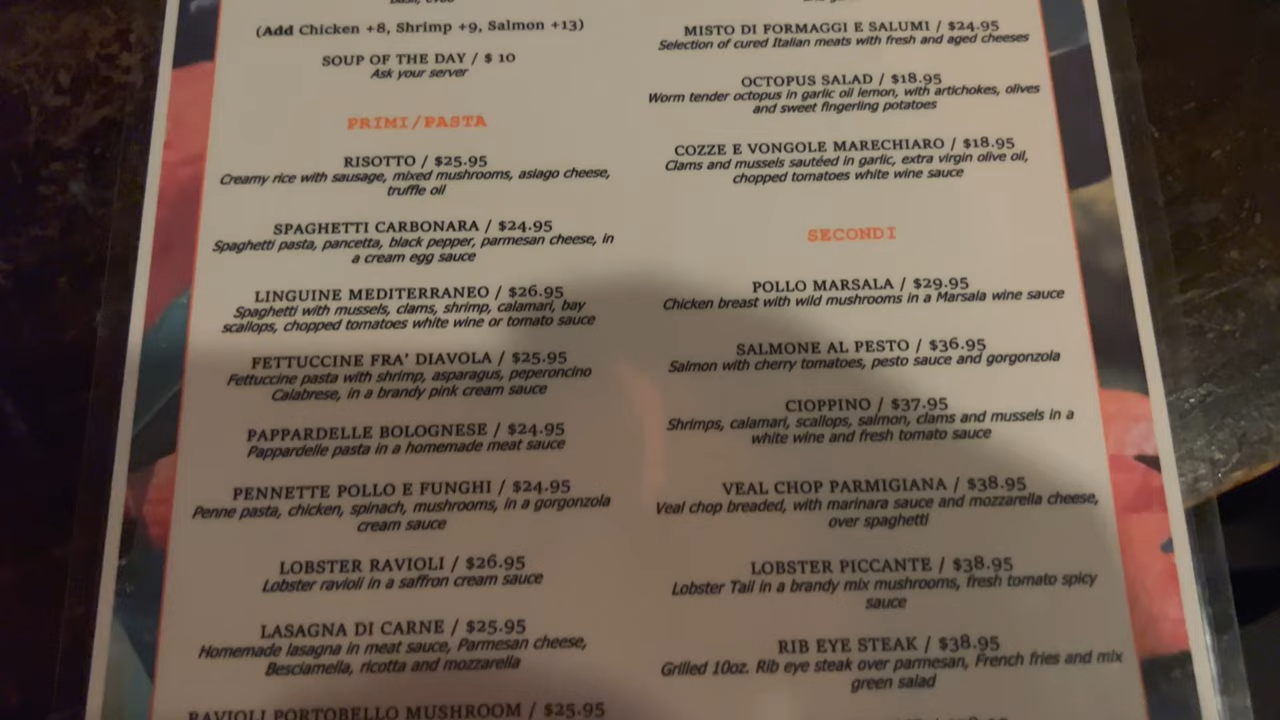 (Add Chicken +8, Shrimp +9, Salmon +13)
SOUP OF THE DAY / $ 10
Ask your server
PRIMI/PASTA
RISOTTO / $25.95
Creamy rice with sausage, mixed mushrooms, asiago cheese,
truffle oil
SPAGHETTI CARBONARA / $24.95
Spaghetti pasta, pancetta, black pepper, parmesan cheese, in
a cream egg sauce
LINGUINE MEDITERRANEO / $26.95
Spaghetti with mussels, clams, shrimp, calamari, bay
scallops, chopped tomatoes white wine or tomato sauce
FETTUCCINE FRA' DIAVOLA / $25.95
Fettuccine pasta with shrimp, asparagus, peperoncino
Calabrese, in a brandy pink cream sauce
PAPPARDELLE BOLOGNESE / $24.95
Pappardelle pasta in a homemade meat sauce
PENNETTE POLLO E FUNGHI / $24.95
Penne pasta, chicken, spinach, mushrooms, in a gorgonzola
cream sauce
LOBSTER RAVIOLI / $26.95
Lobster ravioli in a saffron cream sauce
LASAGNA DI CARNE / $25.95
Homemade lasagna in meat sauce, Parmesan cheese,
Besciamella, ricotta and mozzarella
RAVIOLI PORTOBELLO MUSHROOM / $25.95
MISTO DI FORMAGGI E SALUMI / $24.95
Selection of cured Italian meats with fresh and aged cheeses
OCTOPUS SALAD / $18.95
Worm tender octopus in garlic oil lemon, with artichokes, olives
and sweet fingerling potatoes
COZZE E VONGOLE MARECHIARO / $18.95
Clams and mussels sautéed in garlic, extra virgin olive oil,
chopped tomatoes white wine sauce
SECONDI
POLLO MARSALA / $29.95
Chicken breast with wild mushrooms in a Marsala wine sauce
SALMONE AL PESTO / $36.95
Salmon with cherry tomatoes, pesto sauce and gorgonzola
CIOPPINO / $37.95
Shrimps, calamari, scallops, salmon, clams and mussels in a
white wine and fresh tomato sauce
VEAL CHOP PARMIGIANA / $38.95
Veal chop breaded, with marinara sauce and mozzarella cheese,
over spaghetti
LOBSTER PICCANTE / $38.95
Lobster Tail in a brandy mix mushrooms, fresh tomato spicy
sauce
RIB EYE STEAK / $38.95
Grilled 10oz. Rib eye steak over parmesan, French fries and mix
green salad